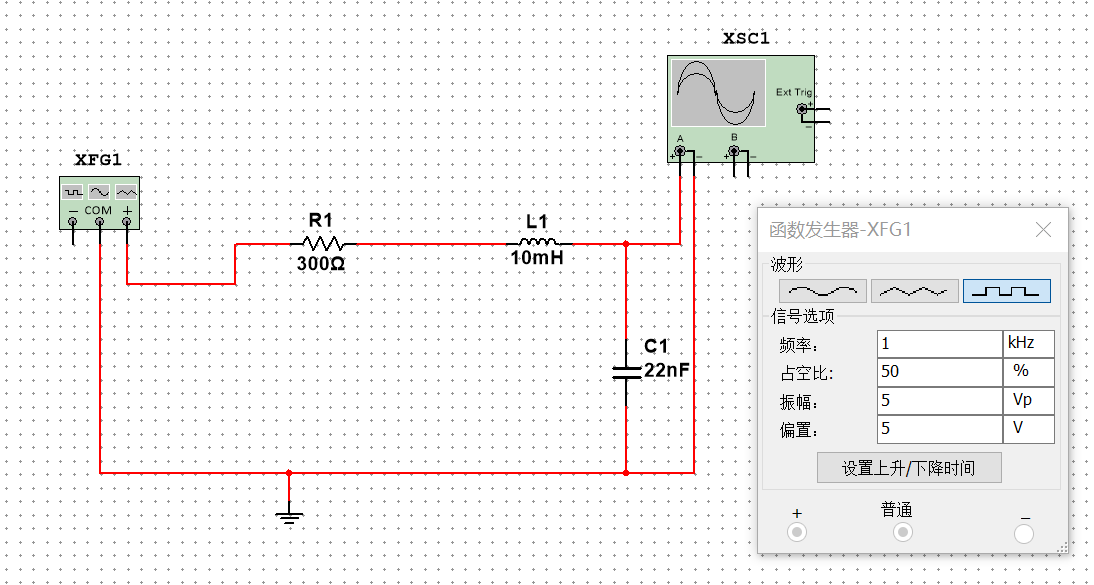 XSC1
Ext Trig
+
−
A
B
+ − + −
XFG1
− COM +
R1
300Ω
L1
10mH
C1
22nF
函数发生器-XFG1
波形
信号选项
频率: 1 kHz
占空比: 50 %
振幅: 5 Vp
偏置: 5 V
设置上升/下降时间
+ 普通 −